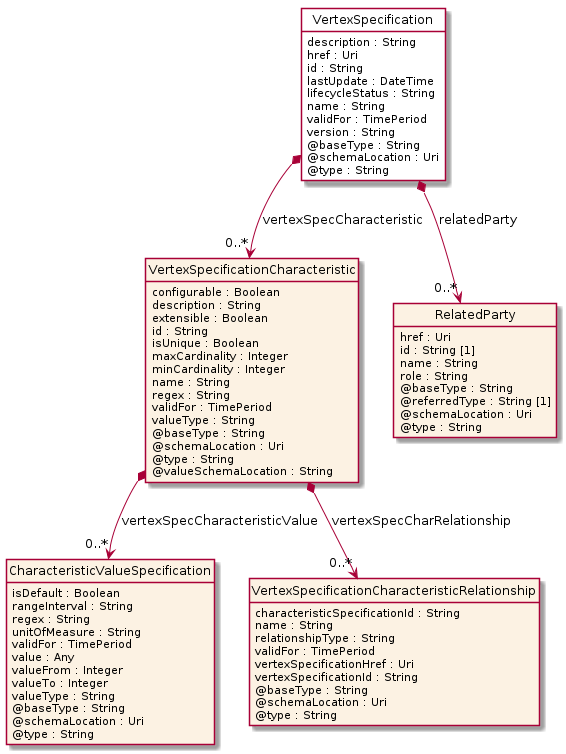 VertexSpecification
description : String
href : Uri
id : String
lastUpdate : DateTime
lifecycleStatus : String
name : String
validFor : TimePeriod
version : String
@baseType : String
@schemaLocation : Uri
@type : String
vertexSpecCharacteristic
relatedParty
0..*
0..*
VertexSpecificationCharacteristic
configurable : Boolean
description : String
extensible : Boolean
id : String
isUnique : Boolean
maxCardinality : Integer
minCardinality : Integer
name : String
regex : String
validFor : TimePeriod
valueType : String
@baseType : String
@schemaLocation : Uri
@type : String
@valueSchemaLocation : String
RelatedParty
href : Uri
id : String [1]
name : String
role : String
@baseType : String
@referredType : String [1]
@schemaLocation : Uri
@type : String
vertexSpecCharacteristicValue
vertexSpecCharRelationship
0..*
0..*
CharacteristicValueSpecification
isDefault : Boolean
rangeInterval : String
regex : String
unitOfMeasure : String
validFor : TimePeriod
value : Any
valueFrom : Integer
valueTo : Integer
valueType : String
@baseType : String
@schemaLocation : Uri
@type : String
VertexSpecificationCharacteristicRelationship
characteristicSpecificationId : String
name : String
relationshipType : String
validFor : TimePeriod
vertexSpecificationHref : Uri
vertexSpecificationId : String
@baseType : String
@schemaLocation : Uri
@type : String